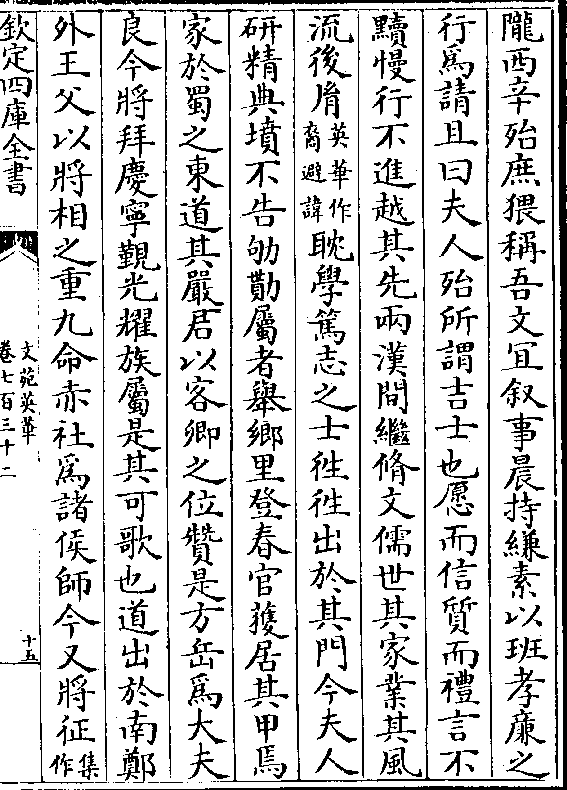 隴西辛殆庶猥稱吾文冝叙事晨持縑素以班孝廉之
行爲請且曰夫人殆所謂吉士也愿而信質而禮言不
黷慢行不進越其先兩漢間繼脩文儒世其家業其風
流後𦙍英華作裔避諱耽學篤志之士徃徃出於其門今夫人
研精典墳不告劬勩屬者舉鄉里登春官獲居其甲焉
家於蜀之東道其嚴君以客卿之位贊是方岳爲大夫
良今將拜慶寧覲光耀族屬是其可歌也道出於南鄭
外王父以將相之重九命赤社爲諸侯師今又將征集作
欽定四庫全書
文苑英華
卷七百三十二
十五